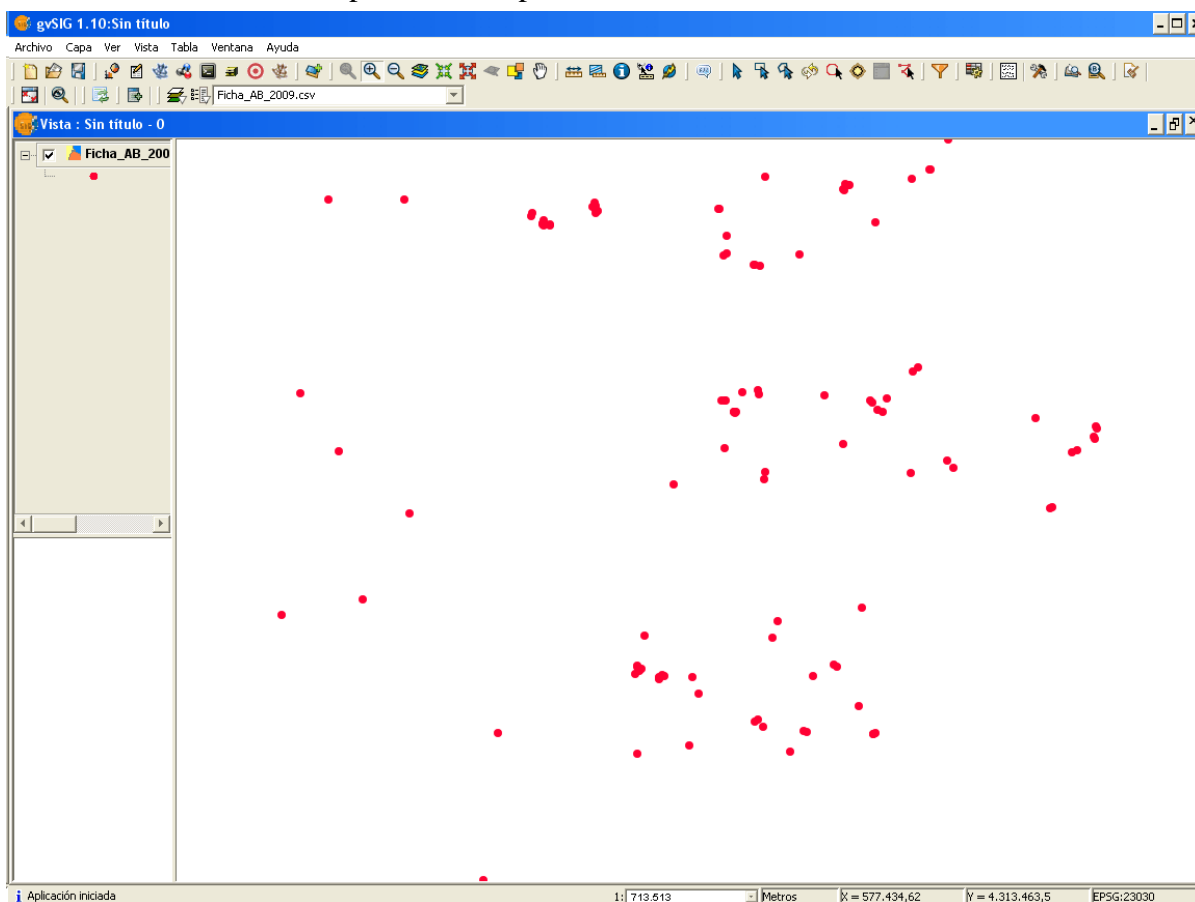 gvSIG 1.10:Sin título
Archivo Capa Ver Vista Tabla Ventana Ayuda
Ficha_AB_2009.csv
Vista : Sin título - 0
Ficha_AB_200
Aplicación iniciada
1: 713.513
Metros
X = 577.434,62
Y = 4.313.463,5
EPSG:23030